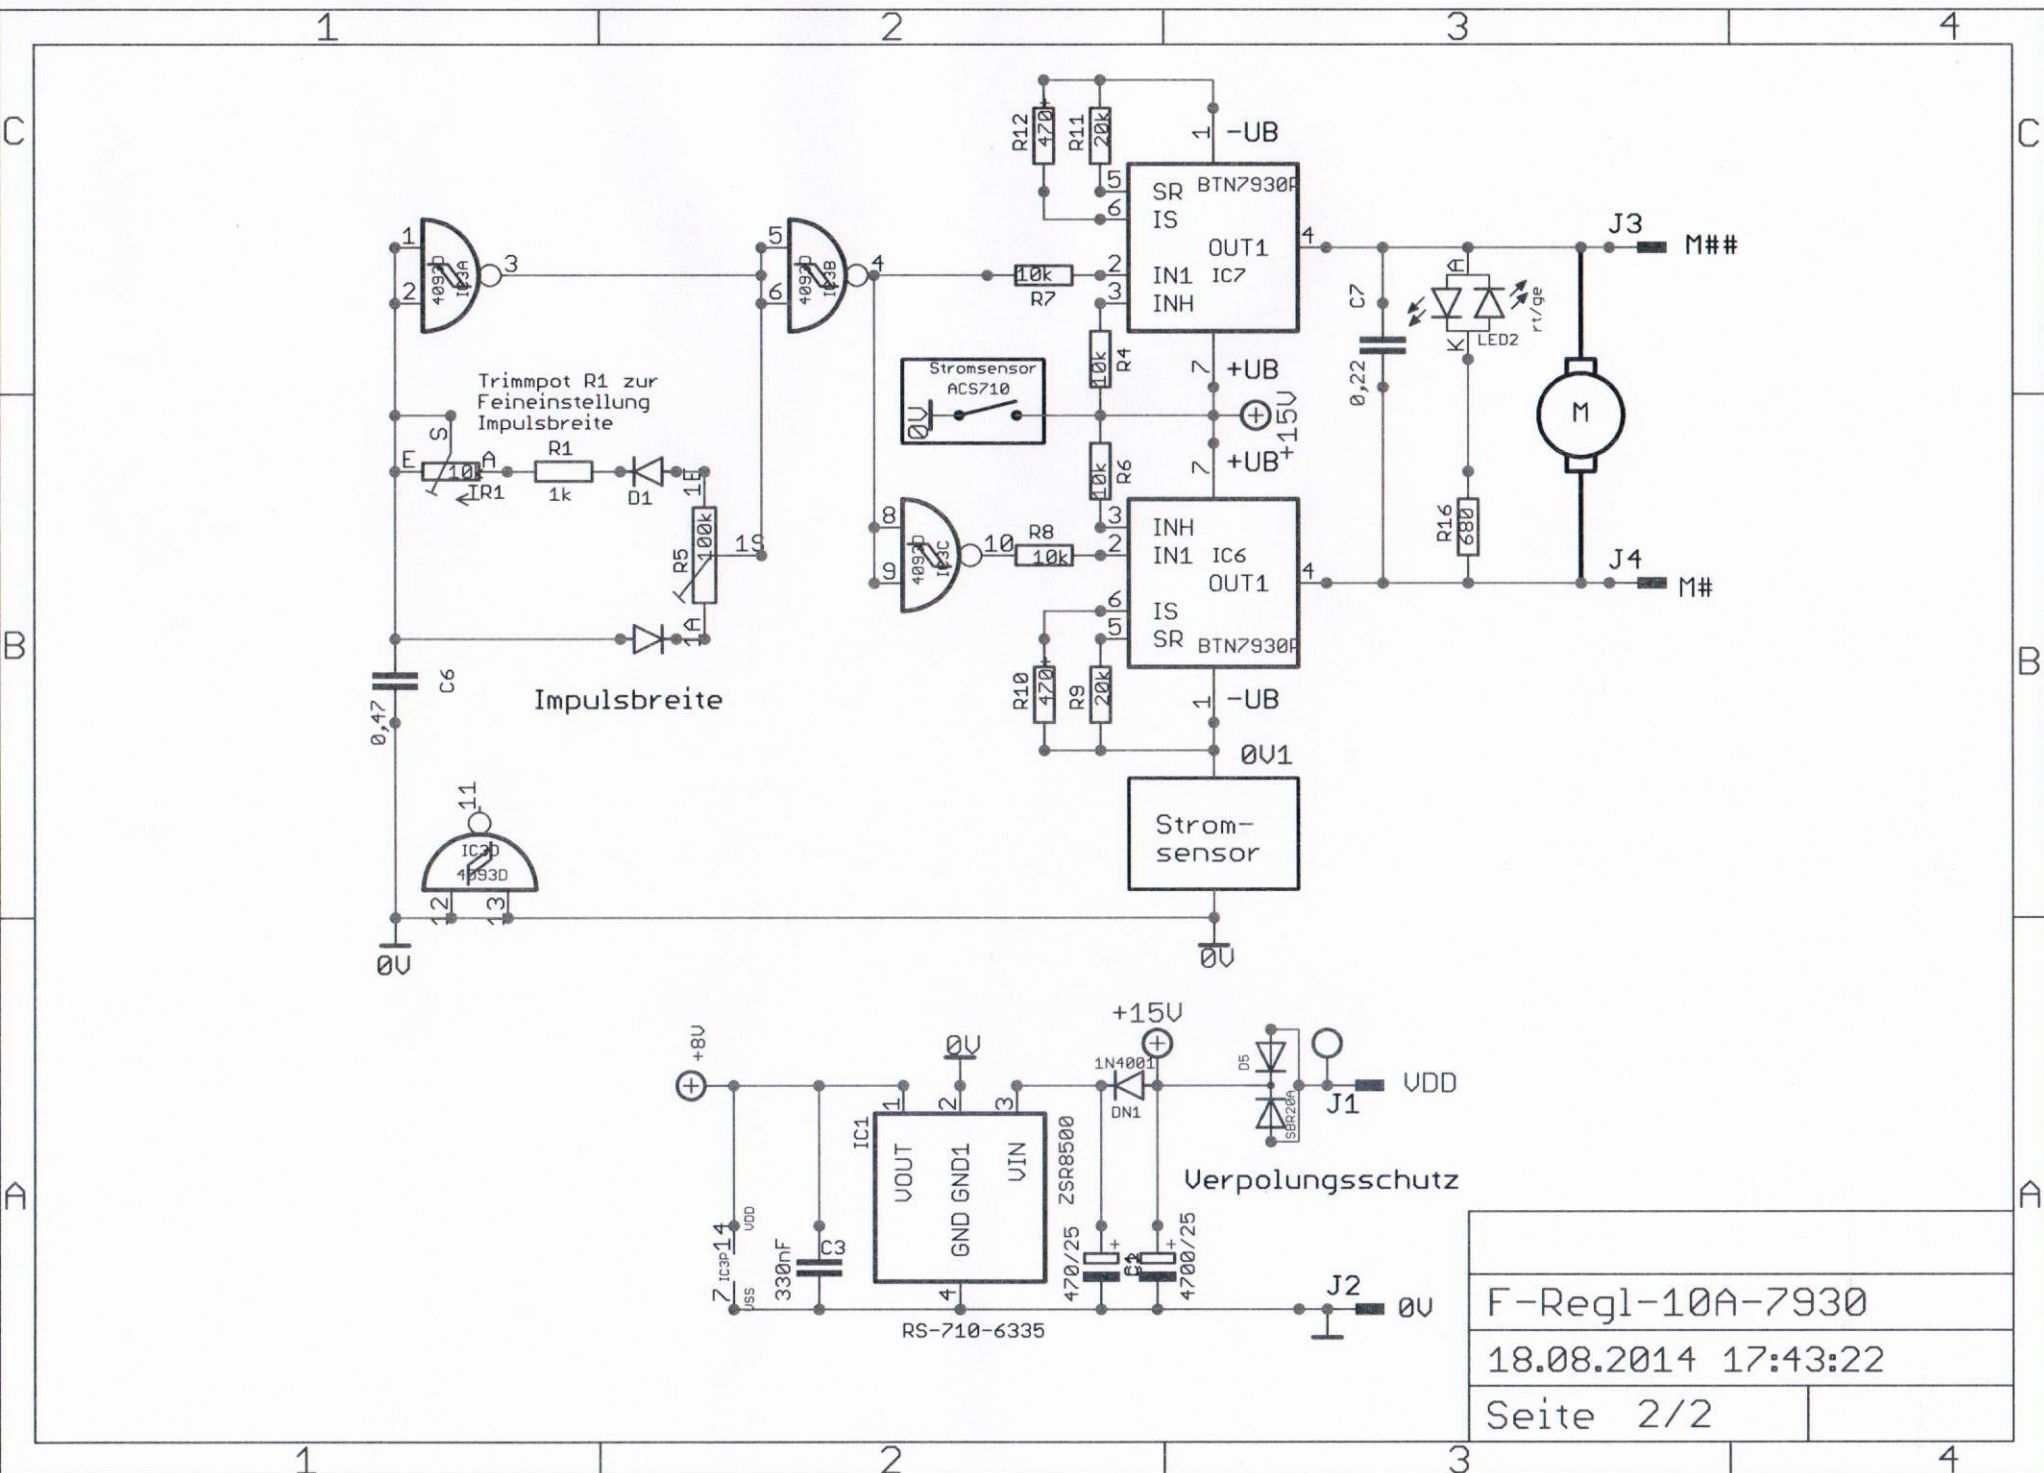 1
2
3
4
C
C
R12
470
R11
20k
1
-UB
5
SR
BTN7930P
6
IS
J3
M##
1
3
5
4
OUT1
4
4093D
IC3A
4093D
IC3B
2
6
10k
R7
2
IN1
IC7
3
INH
A
C7
rt/ge
K
LED2
0,22
10k
R4
7
+UB
Stromsensor
ACS710
0V
+15V
Trimmpot R1 zur
Feineinstellung
Impulsbreite
S
E
10k
A
R1
TR1
1k
D1
1E
M
10k
R6
7
+UB
R5
100k
1S
8
9
4093D
IC3C
10
R8
10k
3
INH
2
IN1
IC6
OUT1
4
R16
680
J4
M#
6
IS
5
SR
BTN7930P
B
B
1A
C6
0,47
Impulsbreite
R10
470
R9
20k
1
-UB
0V1
Strom-
sensor
11
IC3D
4093D
12
13
0V
0V
+8V
0V
+15V
1N4001
DN1
D5
SBR20A
J1
VDD
IC1
1
2
3
VOUT
GND GND1
VIN
ZSR8500
Verpolungsschutz
A
A
14
VDD
IC3P
7
VSS
330nF
C3
4
470/25
+
+
4700/25
J2
0V
RS-710-6335
F-Regl-10A-7930
18.08.2014 17:43:22
Seite 2/2
1
2
3
4